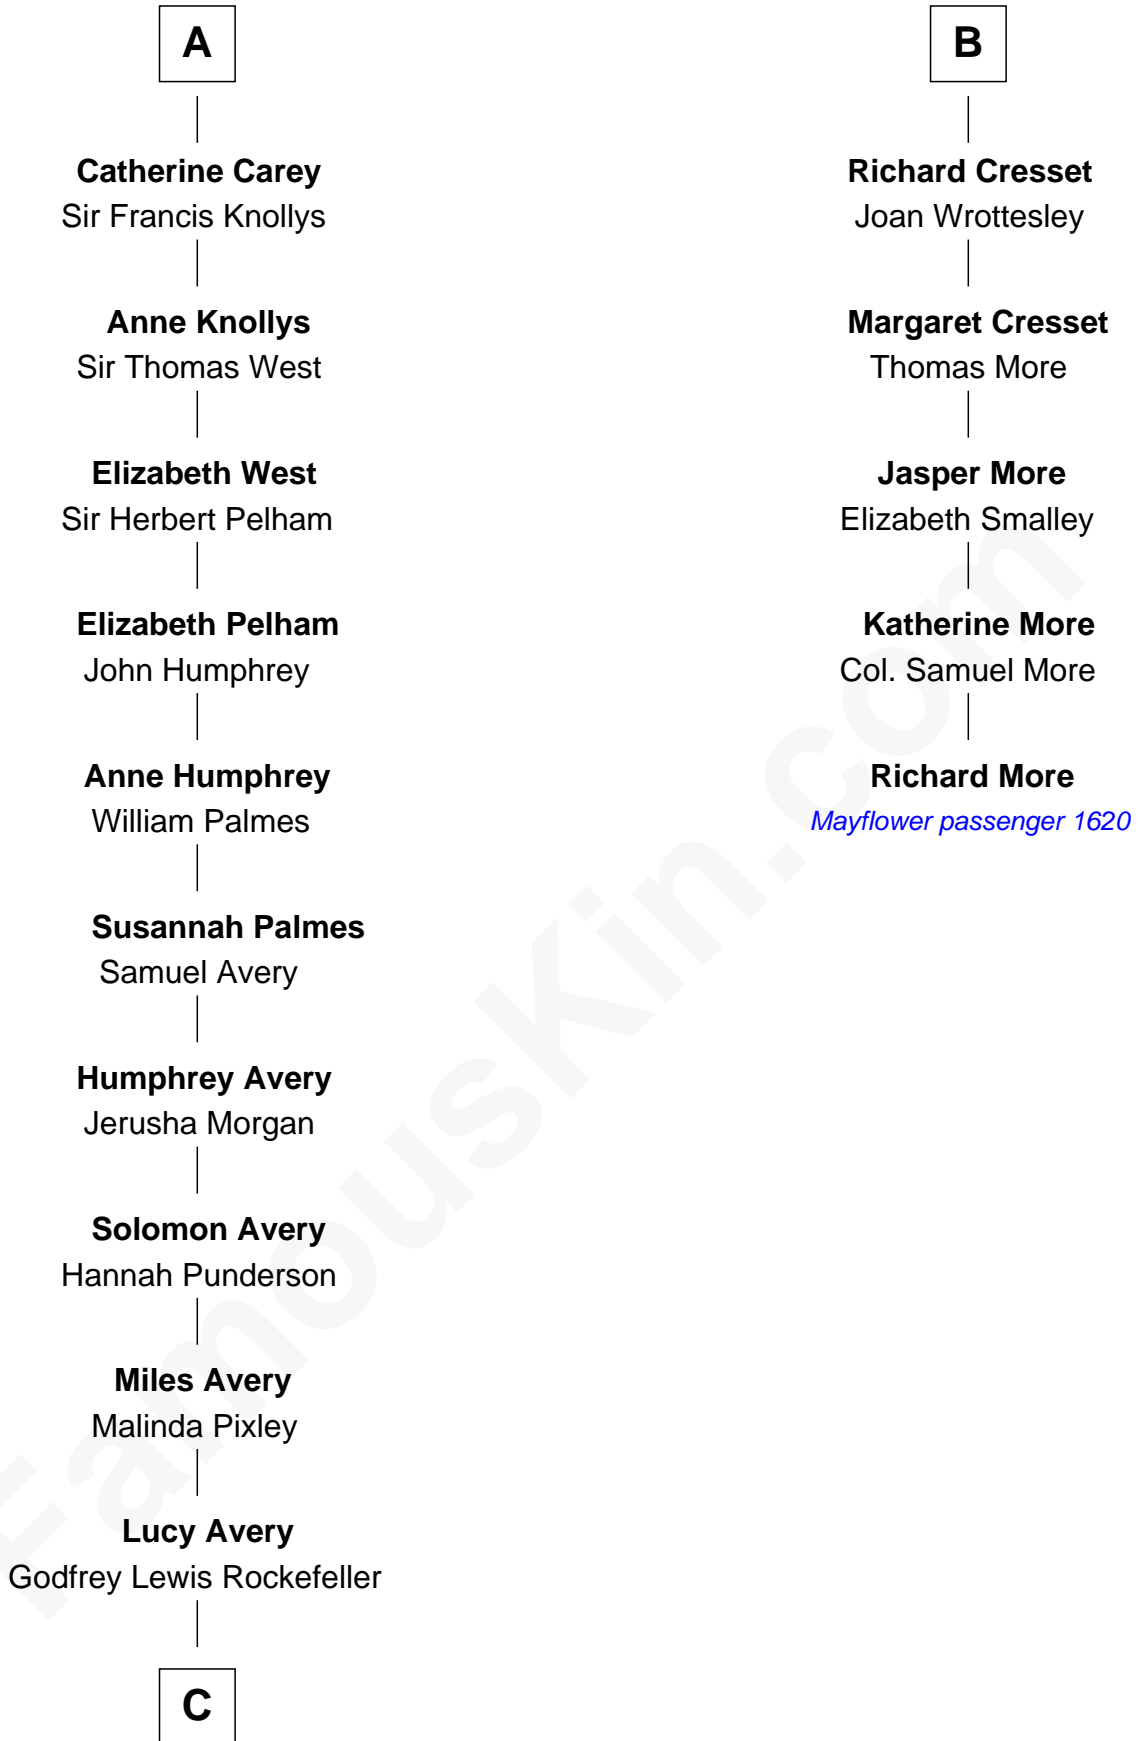 A
Catherine Carey
Sir Francis Knollys
Anne Knollys
Sir Thomas West
Elizabeth West
Sir Herbert Pelham
Elizabeth Pelham
John Humphrey
Anne Humphrey
William Palmes
Susannah Palmes
Samuel Avery
Humphrey Avery
Jerusha Morgan
Solomon Avery
Hannah Punderson
Miles Avery
Malinda Pixley
Lucy Avery
Godfrey Lewis Rockefeller
C
B
Richard Cresset
Joan Wrottesley
Margaret Cresset
Thomas More
Jasper More
Elizabeth Smalley
Katherine More
Col. Samuel More
Richard More
Mayflower passenger 1620
FamousKin.com